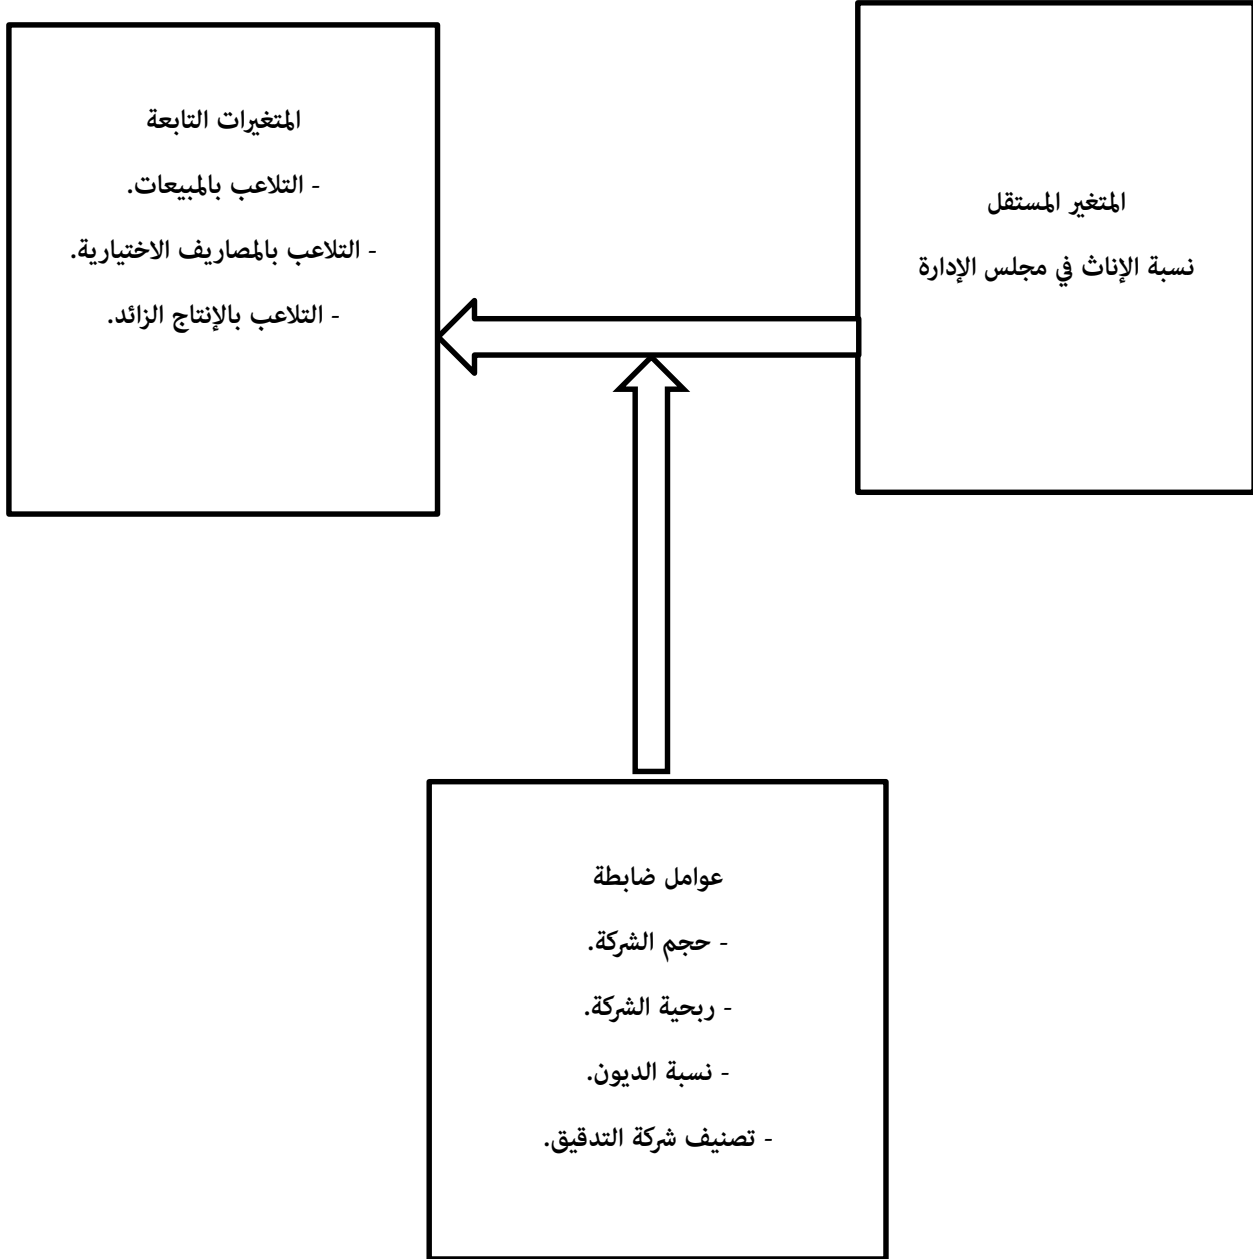 المتغير المستقل
نسبة الإناث في مجلس الإدارة
المتغيرات التابعة
- التلاعب بالمبيعات.
- التلاعب بالمصاريف الاختيارية.
- التلاعب بالإنتاج الزائد.
عوامل ضابطة
- حجم الشركة.
- ربحية الشركة.
- نسبة الديون.
- تصنيف شركة التدقيق.